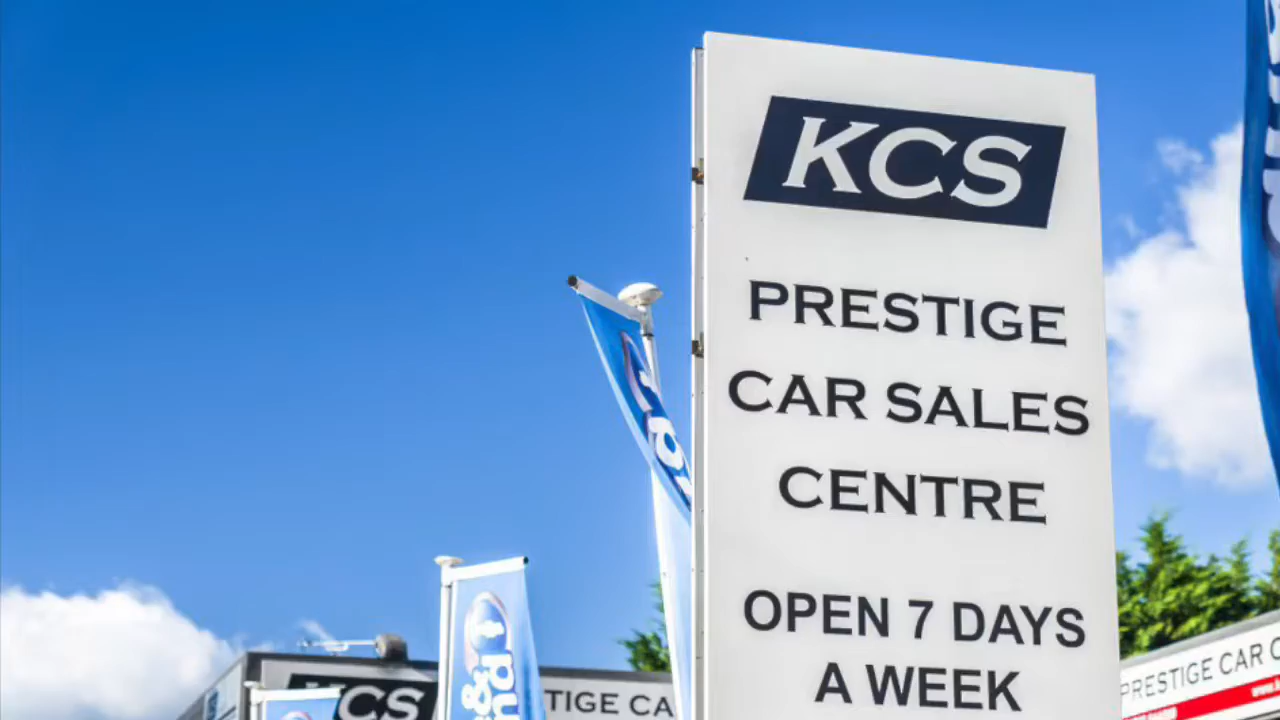 KCS
PRESTIGE
CAR SALES
CENTRE
OPEN 7 DAYS
A WEEK
KCS
TIGE CA
PRESTIGE CAR C